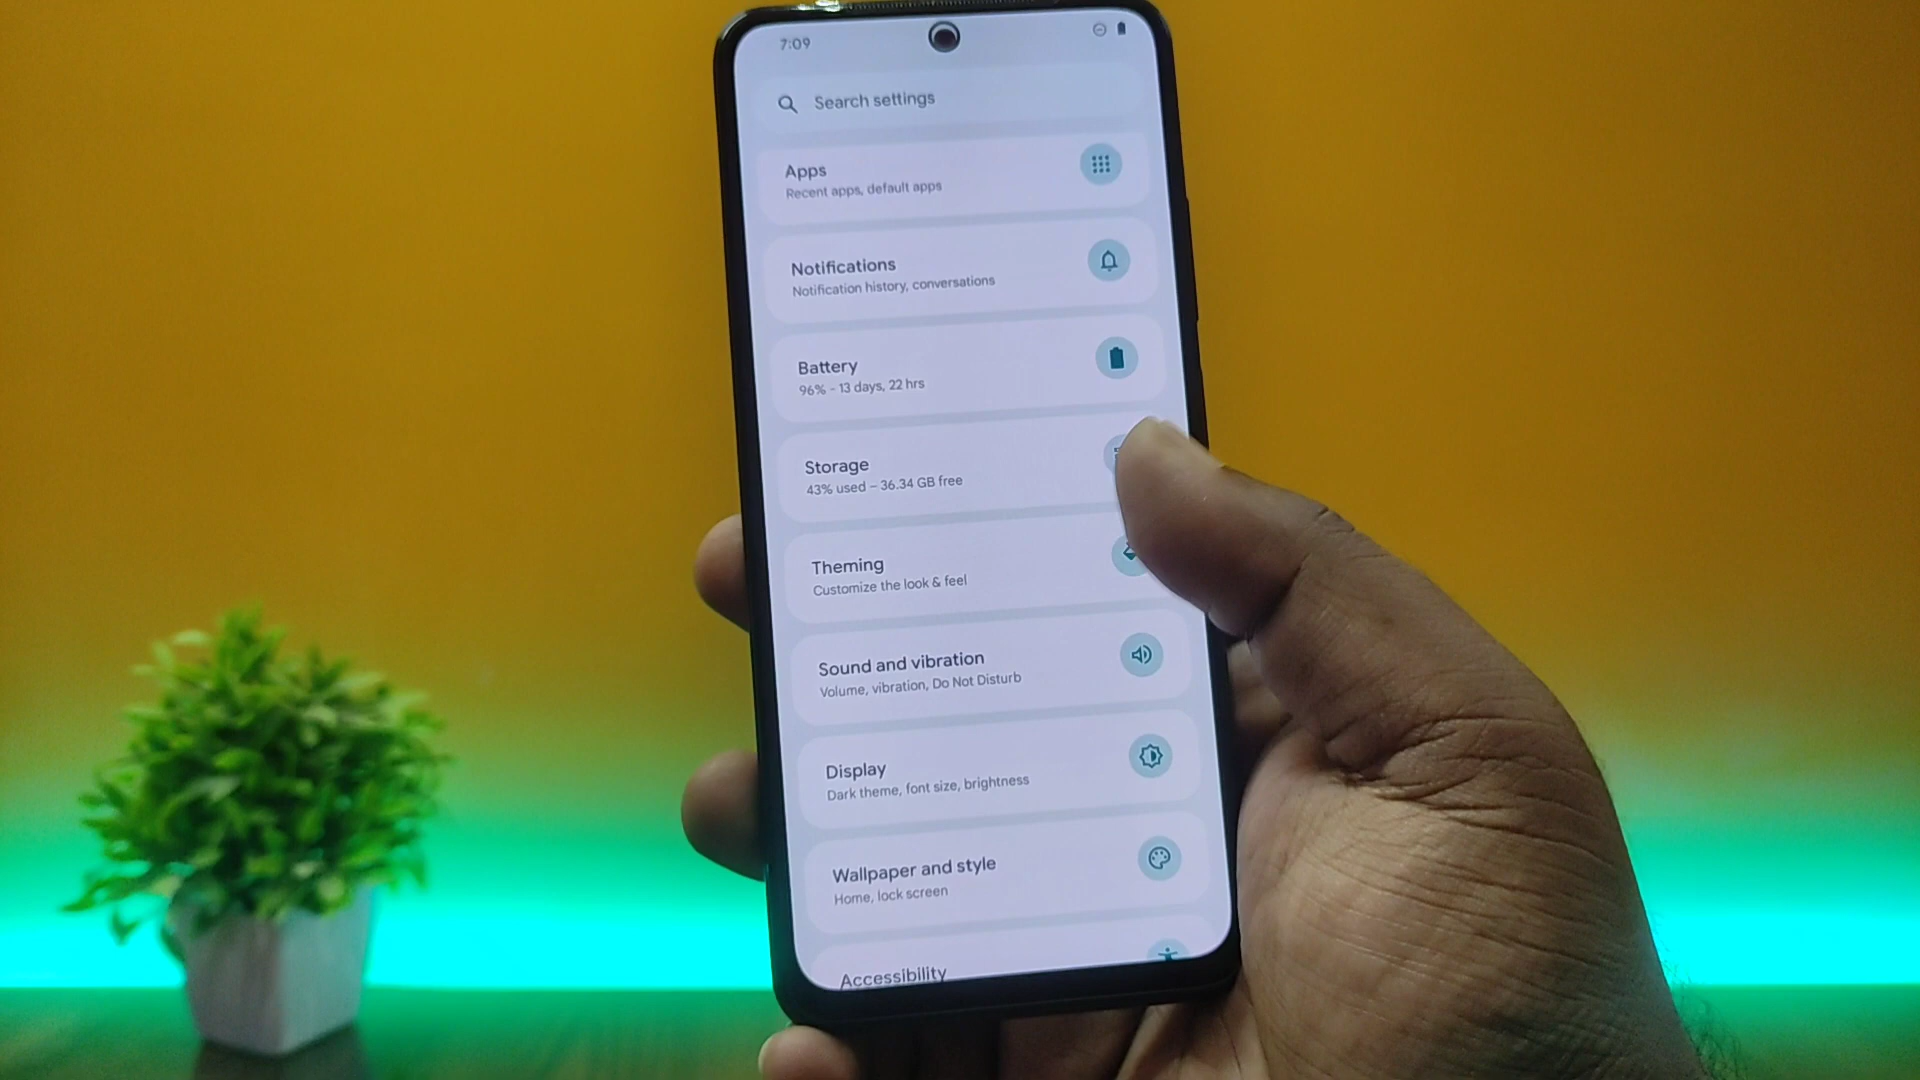 7:09
Search settings
Apps
Recent apps, default apps
Notifications
Notification history, conversations
Battery
96% - 13 days, 22 hrs
Storage
43% used – 36.34 GB free
Theming
Customize the look & feel
Sound and vibration
Volume, vibration, Do Not Disturb
Display
Dark theme, font size, brightness
Wallpaper and style
Home, lock screen
Accessibility